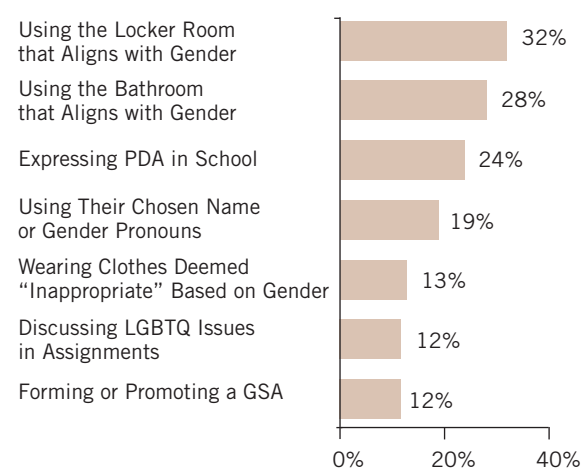 Using the Locker Room
that Aligns with Gender
32%
Using the Bathroom
that Aligns with Gender
28%
Expressing PDA in School
24%
Using Their Chosen Name
or Gender Pronouns
19%
Wearing Clothes Deemed
“Inappropriate” Based on Gender
13%
Discussing LGBTQ Issues
in Assignments
12%
Forming or Promoting a GSA
12%
0% 20% 40%